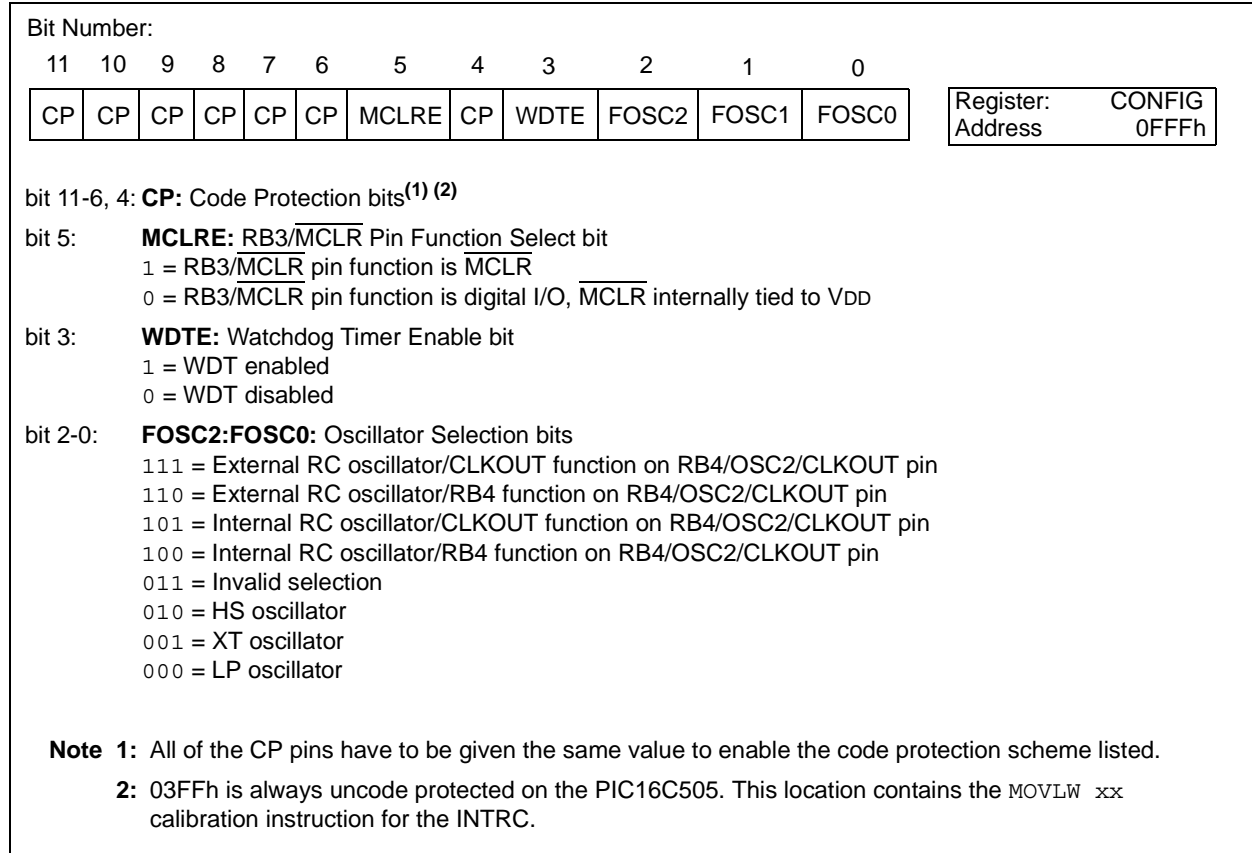 Bit Number:
11 10 9 8 7 6 5 4 3 2 1 0
CP CP CP CP CP CP MCLRE CP WDTE FOSC2 FOSC1 FOSC0
Register: CONFIG
Address 0FFFh
bit 11-6, 4: CP: Code Protection bits(1) (2)
bit 5: MCLRE: RB3/MCLR Pin Function Select bit
1 = RB3/MCLR pin function is MCLR
0 = RB3/MCLR pin function is digital I/O, MCLR internally tied to VDD
bit 3: WDTE: Watchdog Timer Enable bit
1 = WDT enabled
0 = WDT disabled
bit 2-0: FOSC2:FOSC0: Oscillator Selection bits
111 = External RC oscillator/CLKOUT function on RB4/OSC2/CLKOUT pin
110 = External RC oscillator/RB4 function on RB4/OSC2/CLKOUT pin
101 = Internal RC oscillator/CLKOUT function on RB4/OSC2/CLKOUT pin
100 = Internal RC oscillator/RB4 function on RB4/OSC2/CLKOUT pin
011 = Invalid selection
010 = HS oscillator
001 = XT oscillator
000 = LP oscillator
Note 1: All of the CP pins have to be given the same value to enable the code protection scheme listed.
2: 03FFh is always uncode protected on the PIC16C505. This location contains the MOVLW xx
calibration instruction for the INTRC.